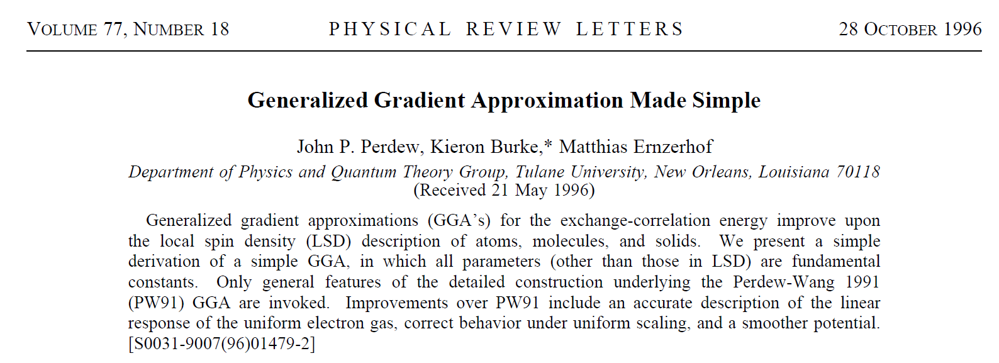 VOLUME 77, NUMBER 18 PHYSICAL REVIEW LETTERS 28 OCTOBER 1996
Generalized Gradient Approximation Made Simple
John P. Perdew, Kieron Burke,* Matthias Ernzerhof
Department of Physics and Quantum Theory Group, Tulane University, New Orleans, Louisiana 70118
(Received 21 May 1996)
Generalized gradient approximations (GGA's) for the exchange-correlation energy improve upon
the local spin density (LSD) description of atoms, molecules, and solids. We present a simple
derivation of a simple GGA, in which all parameters (other than those in LSD) are fundamental
constants. Only general features of the detailed construction underlying the Perdew-Wang 1991
(PW91) GGA are invoked. Improvements over PW91 include an accurate description of the linear
response of the uniform electron gas, correct behavior under uniform scaling, and a smoother potential.
[S0031-9007(96)01479-2]